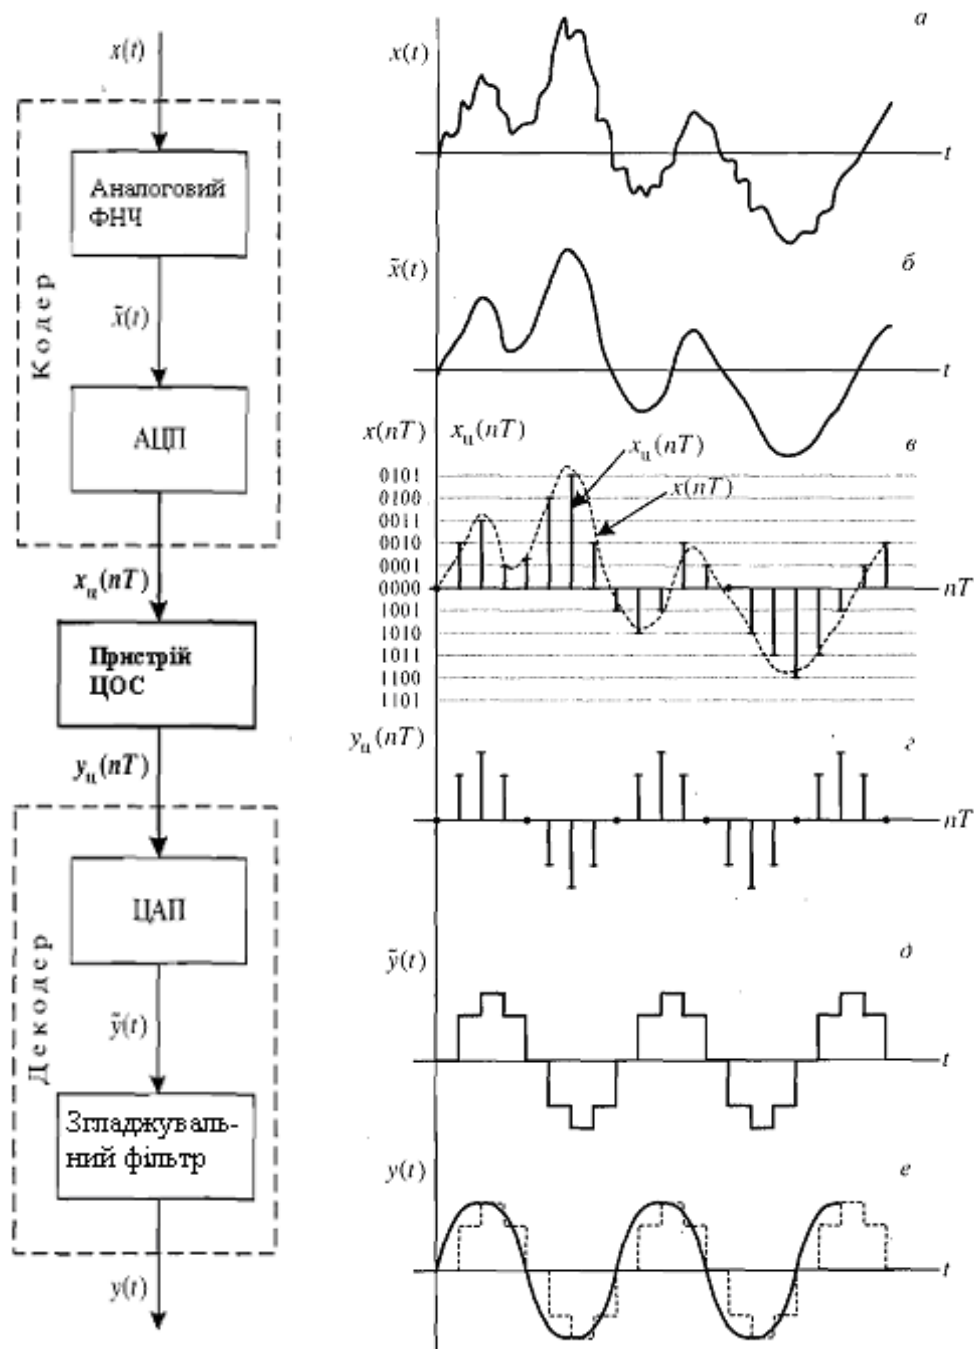 x(t)
Аналоговий
ФНЧ
x̃(t)
АЦП
Кодер
xц(nT)
Пристрій
ЦОС
yц(nT)
ЦАП
ỹ(t)
Згладжуваль-
ний фільтр
Декодер
y(t)
а
x(t)
t
б
x̃(t)
t
в
x(nT)
xц(nT)
xц(nT)
x(nT)
0101
0100
0011
0010
0001
0000
1001
1010
1011
1100
1101
nT
г
yц(nT)
nT
д
ỹ(t)
t
е
y(t)
t